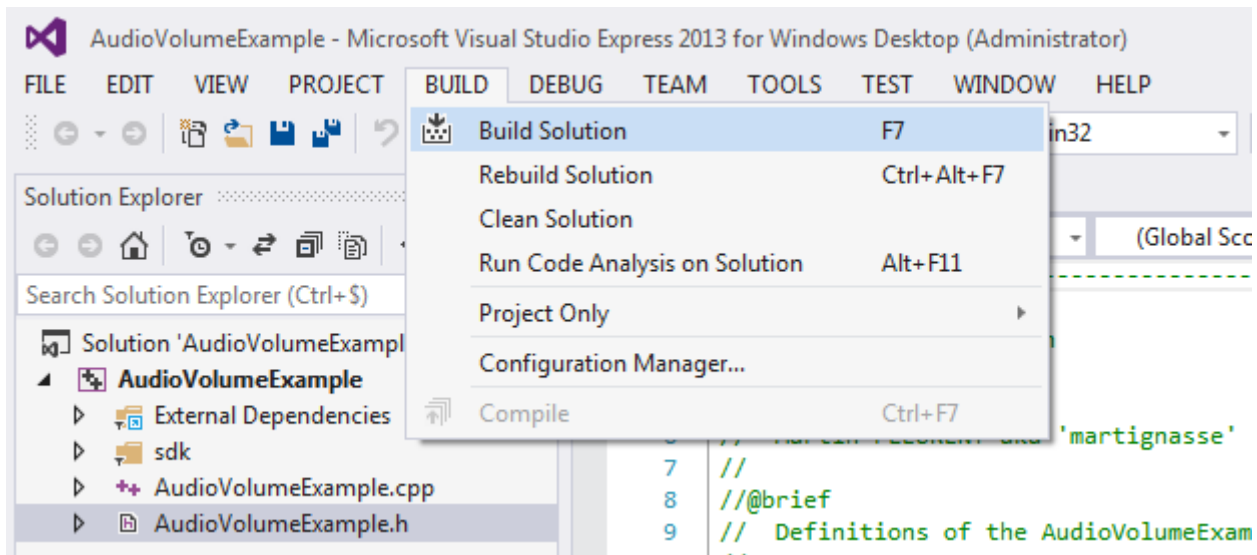 AudioVolumeExample - Microsoft Visual Studio Express 2013 for Windows Desktop (Administrator)
FILE EDIT VIEW PROJECT BUILD DEBUG TEAM TOOLS TEST WINDOW HELP
Build Solution F7
in32
Rebuild Solution Ctrl+Alt+F7
Solution Explorer
Clean Solution
(Global Sco
Run Code Analysis on Solution Alt+F11
Search Solution Explorer (Ctrl+$)
Project Only
Solution 'AudioVolumeExampl
Configuration Manager...
AudioVolumeExample
External Dependencies
Compile Ctrl+F7
'martignasse'
sdk
7 //
AudioVolumeExample.cpp
8 //@brief
AudioVolumeExample.h
9 // Definitions of the AudioVolumeExam